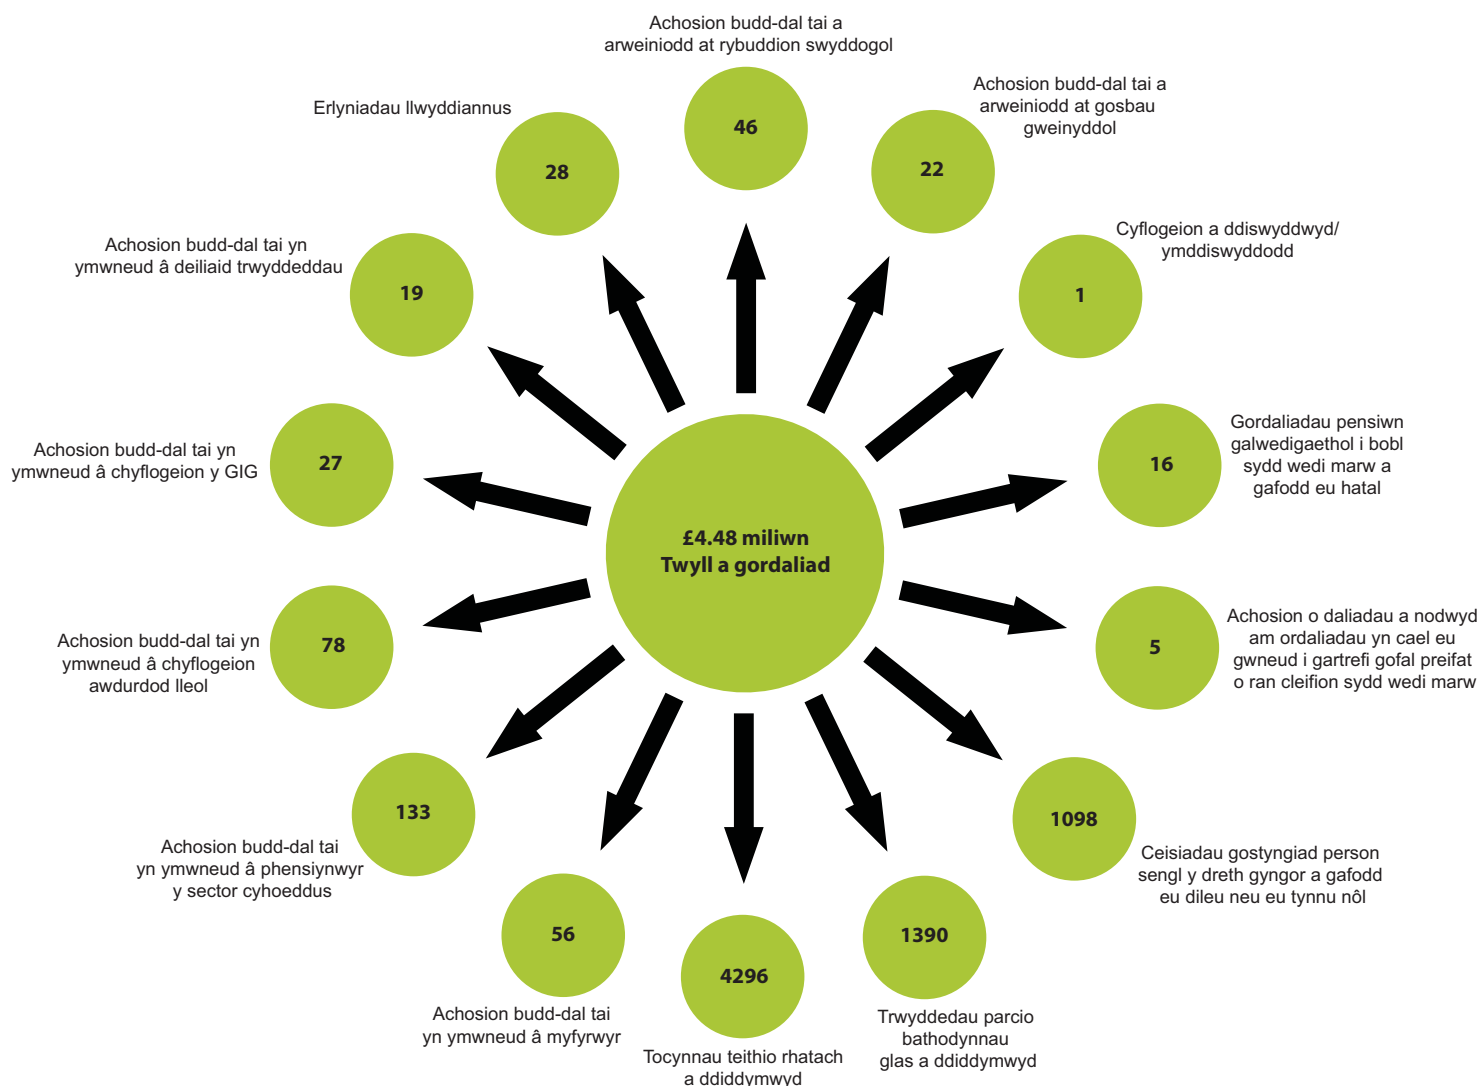 Achosion budd-dal tai a
arweiniodd at rybuddion swyddogol
46
Achosion budd-dal tai a
arweiniodd at gosbau
gweinyddol
22
Cyflogeion a ddiswyddwyd/
ymddiswyddodd
1
Gordaliadau pensiwn
galwedigaethol i bobl
sydd wedi marw a
gafodd eu hatal
16
Achosion o daliadau a nodwyd
am ordaliadau yn cael eu
gwneud i gartrefi gofal preifat
o ran cleifion sydd wedi marw
5
1098
Ceisiadau gostyngiad person
sengl y dreth gyngor a gafodd
eu dileu neu eu tynnu nôl
1390
Trwyddedau parcio
bathodynnau
glas a ddiddymwyd
4296
Tocynnau teithio rhatach
a ddiddymwyd
56
Achosion budd-dal tai
yn ymwneud â myfyrwyr
133
Achosion budd-dal tai
yn ymwneud â phensiynwyr
y sector cyhoeddus
78
Achosion budd-dal tai yn
ymwneud â chyflogeion
awdurdod lleol
27
Achosion budd-dal tai yn
ymwneud â chyflogeion y GIG
19
Achosion budd-dal tai yn
ymwneud â deiliaid trwyddeddau
28
Erlyniadau llwyddiannus
£4.48 miliwn
Twyll a gordaliad